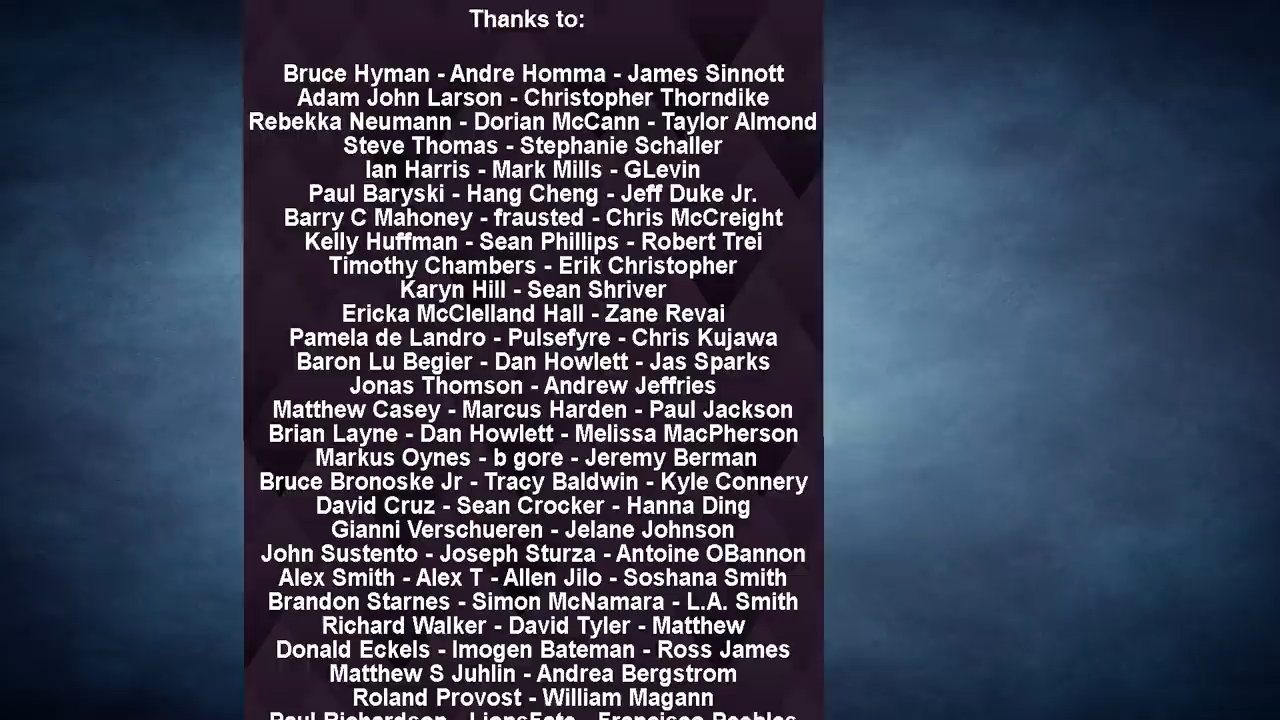 Thanks to:
Bruce Hyman - Andre Homma - James Sinnott
Adam John Larson - Christopher Thorndike
Rebekka Neumann - Dorian McCann - Taylor Almond
Steve Thomas - Stephanie Schaller
Ian Harris - Mark Mills - GLevin
Paul Baryski - Hang Cheng - Jeff Duke Jr.
Barry C Mahoney - frausted - Chris McCreight
Kelly Huffman - Sean Phillips - Robert Trei
Timothy Chambers - Erik Christopher
Karyn Hill - Sean Shriver
Ericka McClelland Hall - Zane Revai
Pamela de Landro - Pulsefyre - Chris Kujawa
Baron Lu Begier - Dan Howlett - Jas Sparks
Jonas Thomson - Andrew Jeffries
Matthew Casey - Marcus Harden - Paul Jackson
Brian Layne - Dan Howlett - Melissa MacPherson
Markus Oynes - b gore - Jeremy Berman
Bruce Bronoske Jr - Tracy Baldwin - Kyle Connery
David Cruz - Sean Crocker - Hanna Ding
Gianni Verschueren - Jelane Johnson
John Sustento - Joseph Sturza - Antoine OBannon
Alex Smith - Alex T - Allen Jilo - Soshana Smith
Brandon Starnes - Simon McNamara - L.A. Smith
Richard Walker - David Tyler - Matthew
Donald Eckels - Imogen Bateman - Ross James
Matthew S Juhlin - Andrea Bergstrom
Roland Provost - William Magann
Paul Richardson - LionsFate - Francisco Peebles